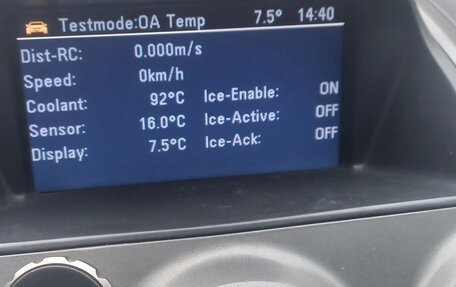 Testmode:OA Temp 7.5° 14:40
Dist-RC: 0.000m/s
Speed: 0km/h
Coolant: 92°C Ice-Enable: ON
Sensor: 16.0°C Ice-Active: OFF
Display: 7.5°C Ice-Ack: OFF